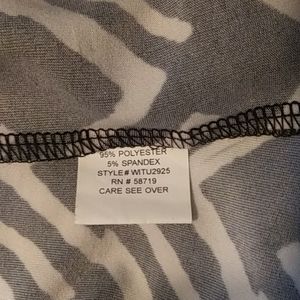 95% POLYESTER
5% SPANDEX
STYLE# WITU2925
RN # 58719
CARE SEE OVER